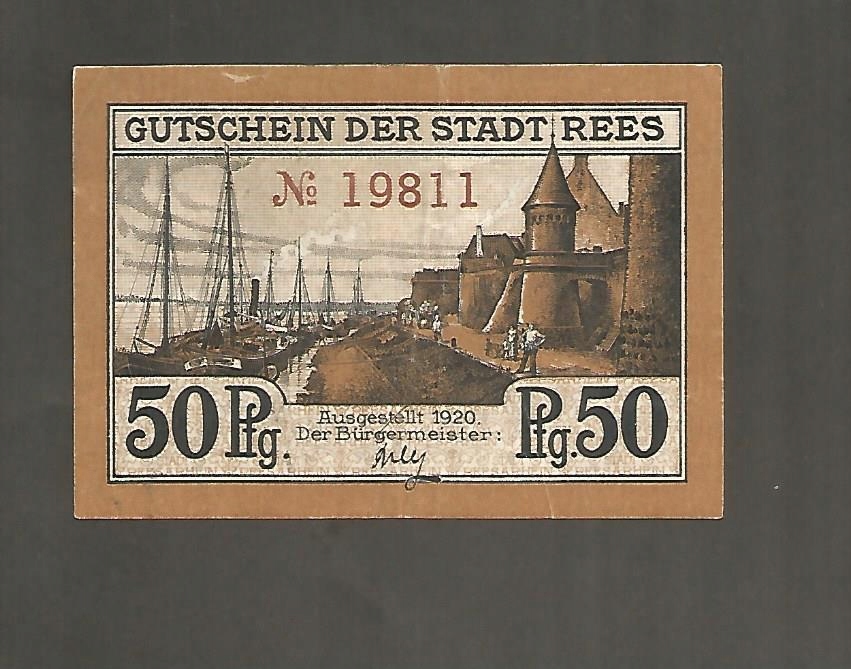 GUTSCHEIN DER STADT REES
№ 19811
50 Pfg.
Ausgestellt 1920.
Der Bürgermeister:
Pfg. 50